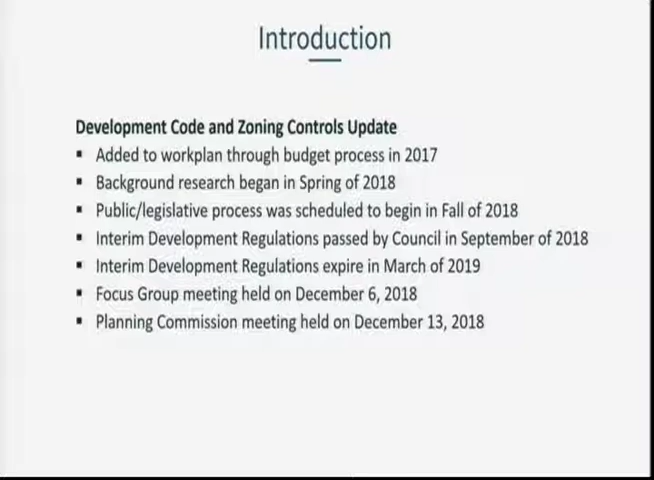 Introduction
Development Code and Zoning Controls Update
▪ Added to workplan through budget process in 2017
▪ Background research began in Spring of 2018
▪ Public/legislative process was scheduled to begin in Fall of 2018
▪ Interim Development Regulations passed by Council in September of 2018
▪ Interim Development Regulations expire in March of 2019
▪ Focus Group meeting held on December 6, 2018
▪ Planning Commission meeting held on December 13, 2018